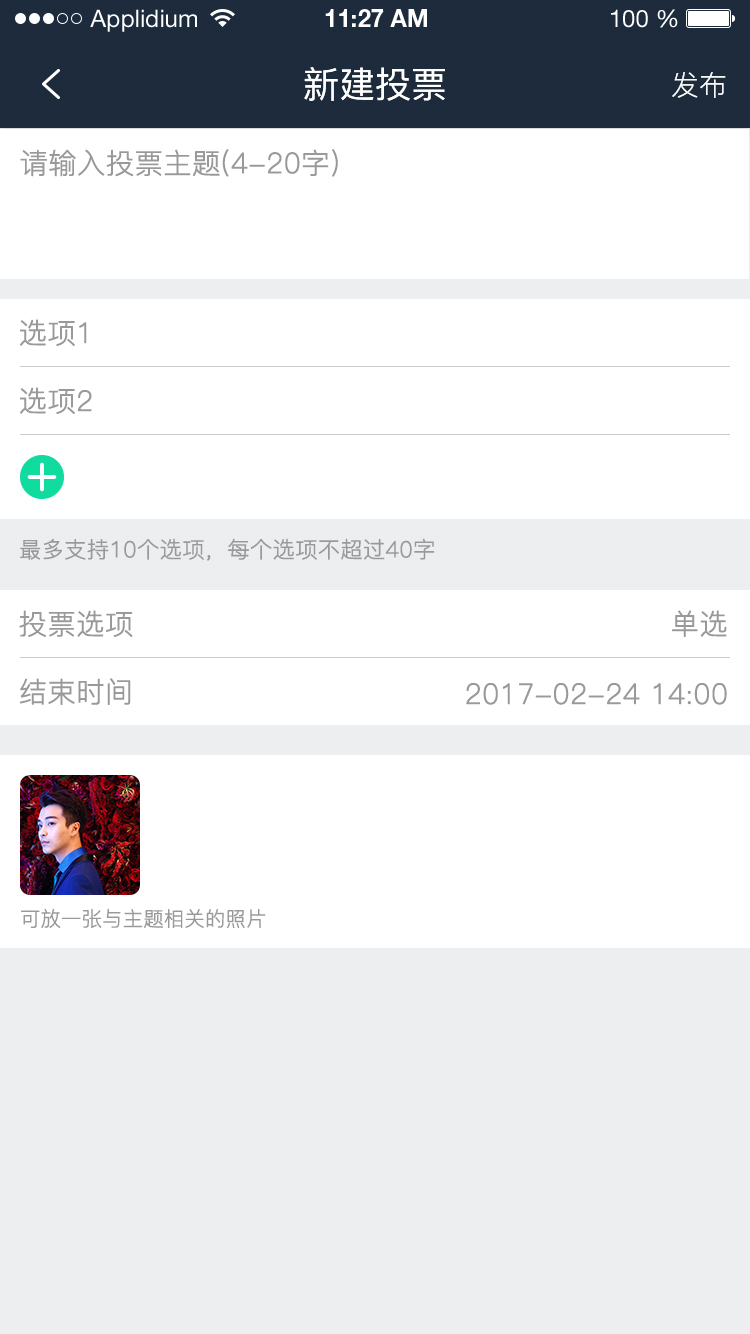 Applidium 11:27 AM 100 %
新建投票 发布
请输入投票主题(4-20字)
选项1
选项2
最多支持10个选项，每个选项不超过40字
投票选项 单选
结束时间 2017-02-24 14:00
可放一张与主题相关的照片